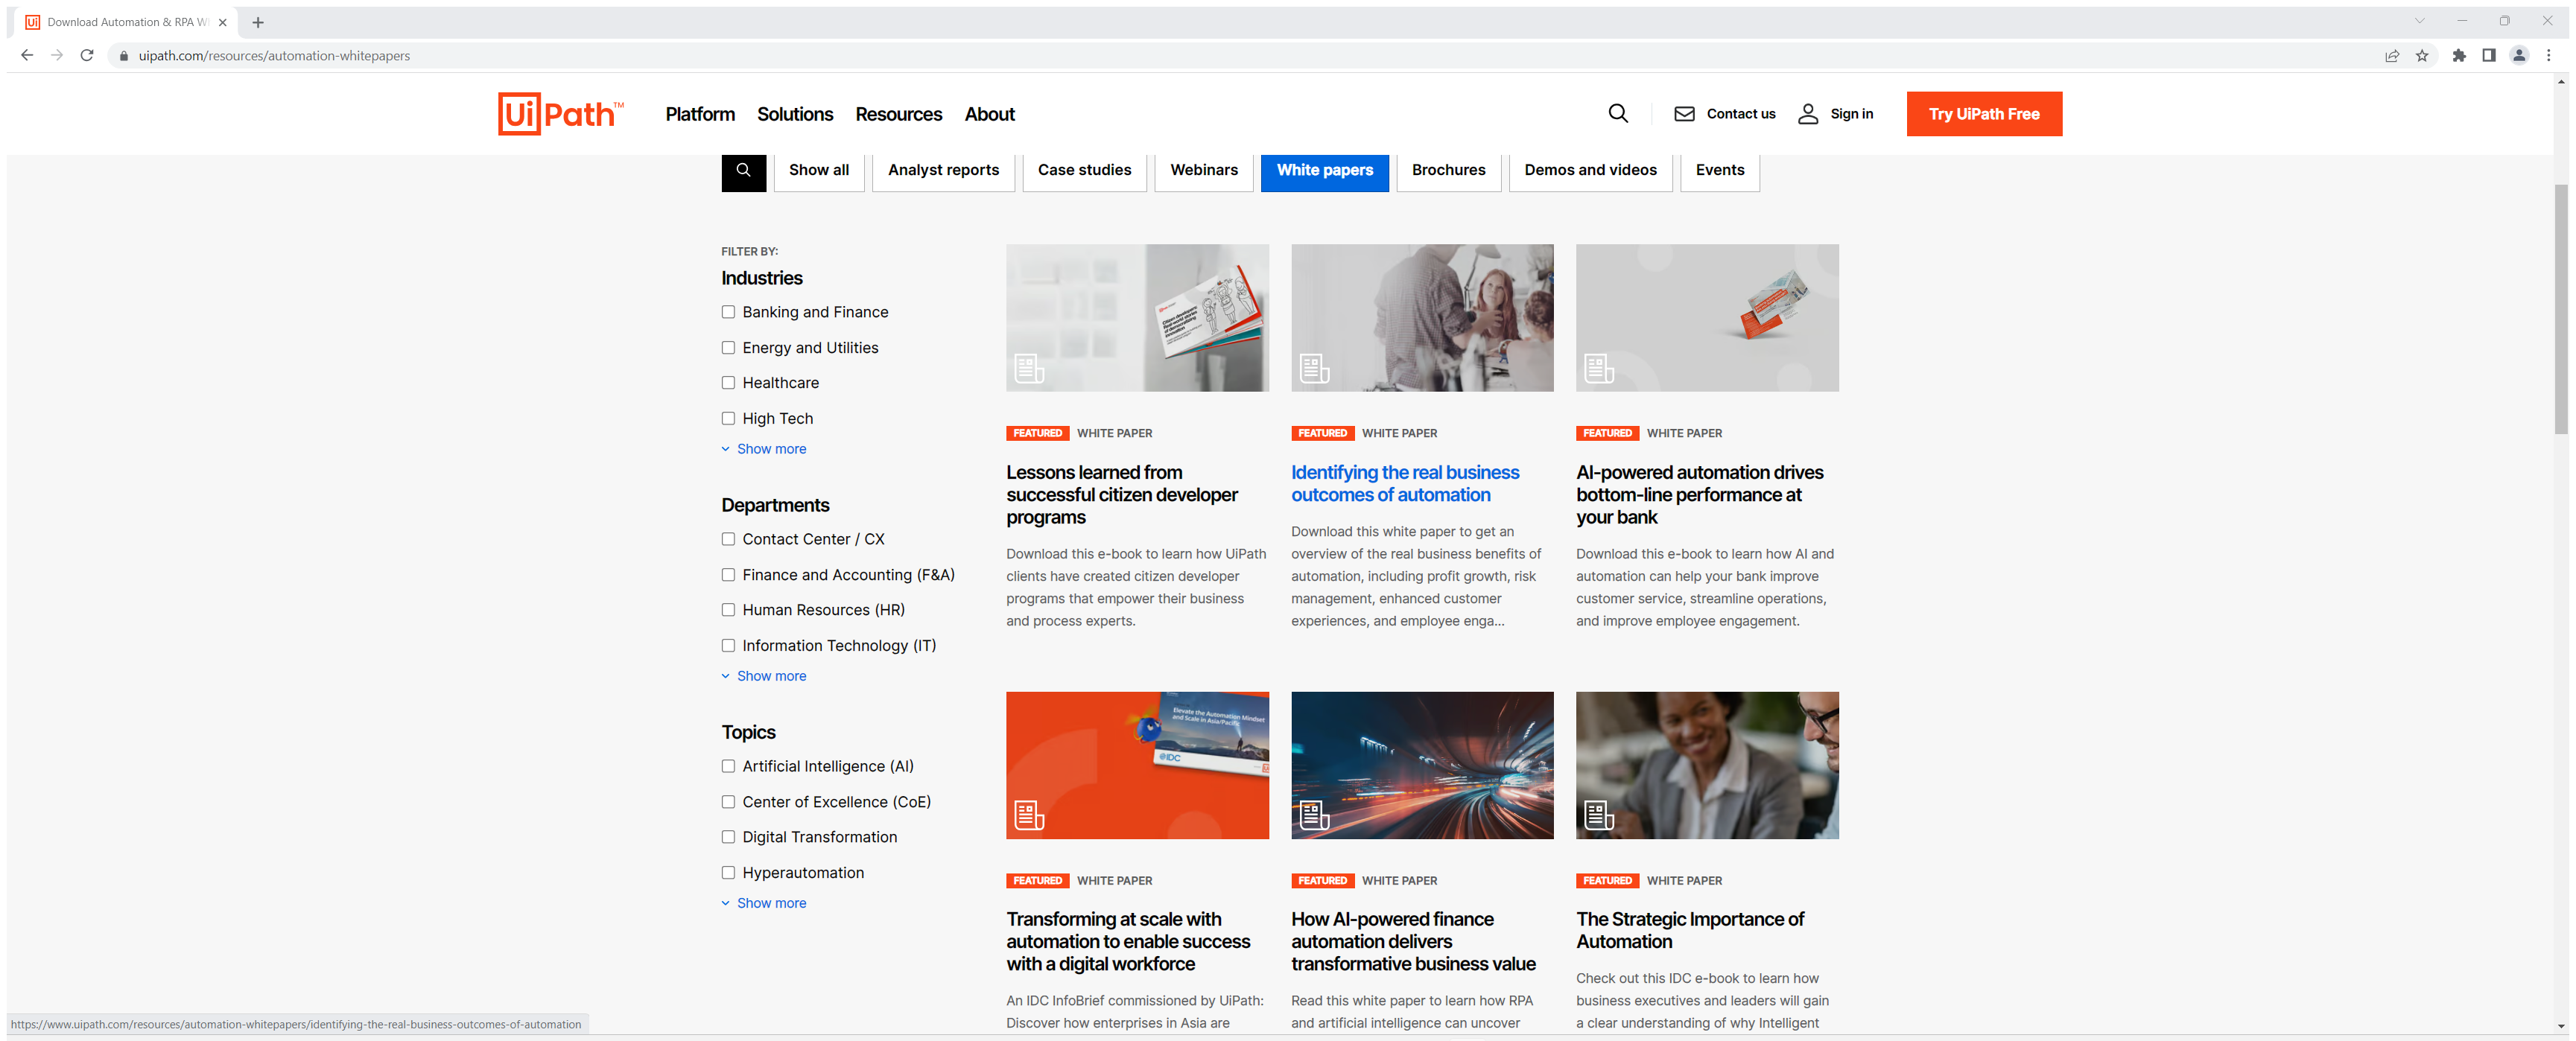 Download Automation & RPA W
uipath.com/resources/automation-whitepapers
UiPath™
Platform
Solutions
Resources
About
Contact us
Sign in
Try UiPath Free
Show all
Analyst reports
Case studies
Webinars
White papers
Brochures
Demos and videos
Events
FILTER BY:
Industries
Banking and Finance
Energy and Utilities
Healthcare
High Tech
Show more
Departments
Contact Center / CX
Finance and Accounting (F&A)
Human Resources (HR)
Information Technology (IT)
Show more
Topics
Artificial Intelligence (AI)
Center of Excellence (CoE)
Digital Transformation
Hyperautomation
Show more
FEATURED WHITE PAPER
Lessons learned from
successful citizen developer
programs
Download this e-book to learn how UiPath
clients have created citizen developer
programs that empower their business
and process experts.
FEATURED WHITE PAPER
Identifying the real business
outcomes of automation
Download this white paper to get an
overview of the real business benefits of
automation, including profit growth, risk
management, enhanced customer
experiences, and employee enga...
FEATURED WHITE PAPER
AI-powered automation drives
bottom-line performance at
your bank
Download this e-book to learn how AI and
automation can help your bank improve
customer service, streamline operations,
and improve employee engagement.
Elevate the Automation Mindset
and Scale in Asia/Pacific
IDC
FEATURED WHITE PAPER
Transforming at scale with
automation to enable success
with a digital workforce
An IDC InfoBrief commissioned by UiPath:
Discover how enterprises in Asia are
FEATURED WHITE PAPER
How AI-powered finance
automation delivers
transformative business value
Read this white paper to learn how RPA
and artificial intelligence can uncover
FEATURED WHITE PAPER
The Strategic Importance of
Automation
Check out this IDC e-book to learn how
business executives and leaders will gain
a clear understanding of why Intelligent
https://www.uipath.com/resources/automation-whitepapers/identifying-the-real-business-outcomes-of-automation